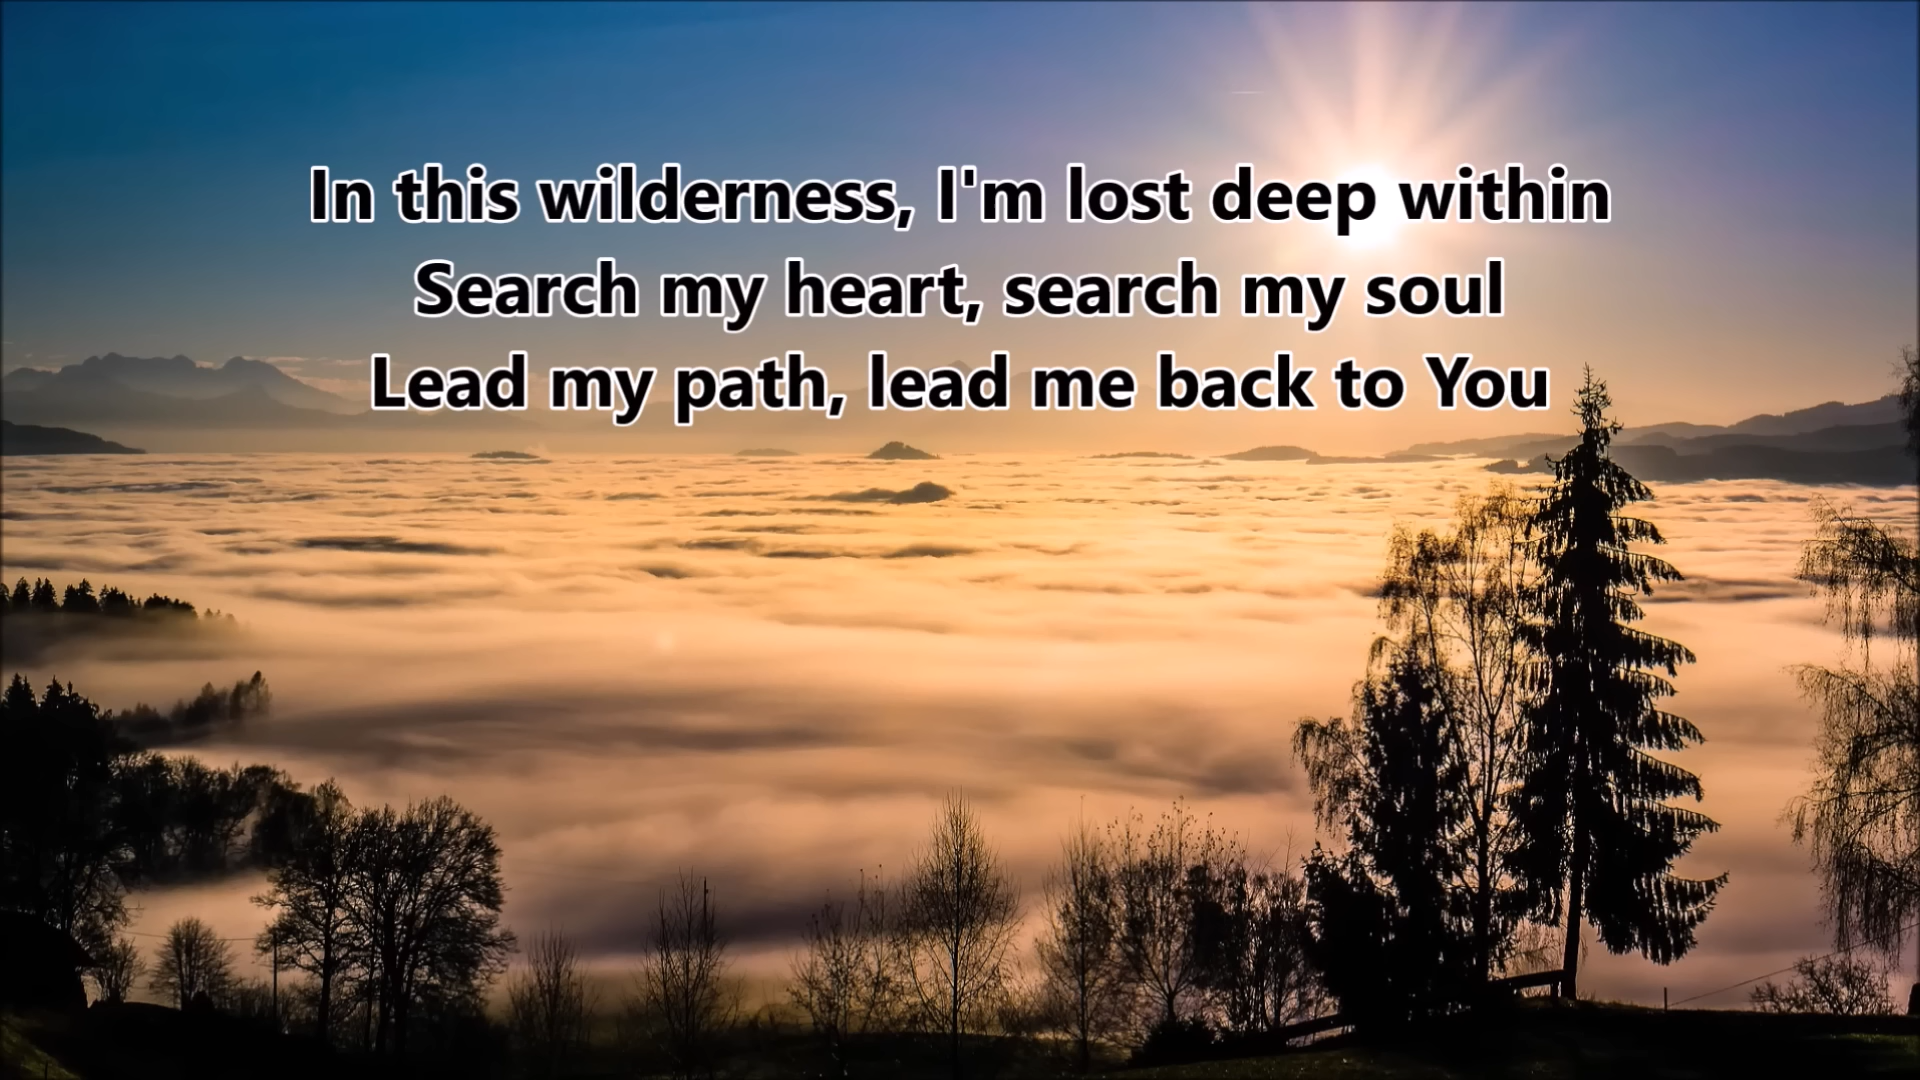 In this wilderness, I'm lost deep within
Search my heart, search my soul
Lead my path, lead me back to You